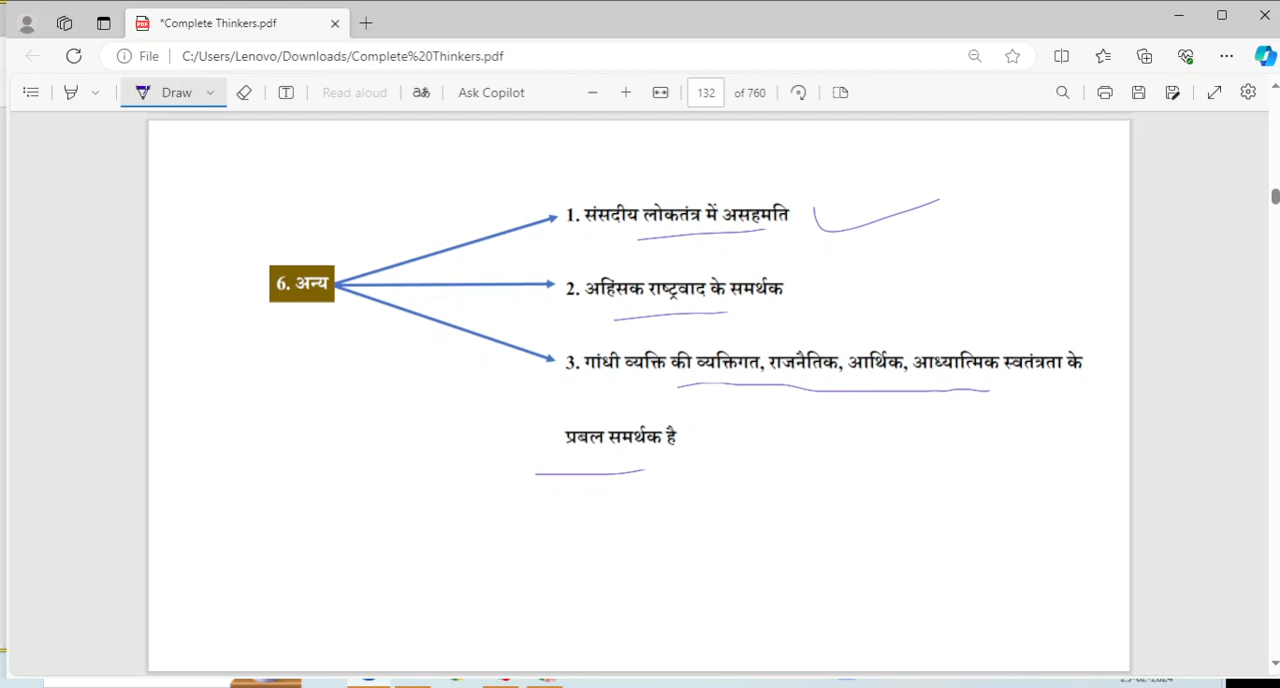 *Complete Thinkers.pdf
File C:/Users/Lenovo/Downloads/Complete%20Thinkers.pdf
Draw Read aloud aあ Ask Copilot 132 of 760
1. संसदीय लोकतंत्र में असहमति
6. अन्य
2. अहिंसक राष्ट्रवाद के समर्थक
3. गांधी व्यक्ति की व्यक्तिगत, राजनैतिक, आर्थिक, आध्यात्मिक स्वतंत्रता के
प्रबल समर्थक है